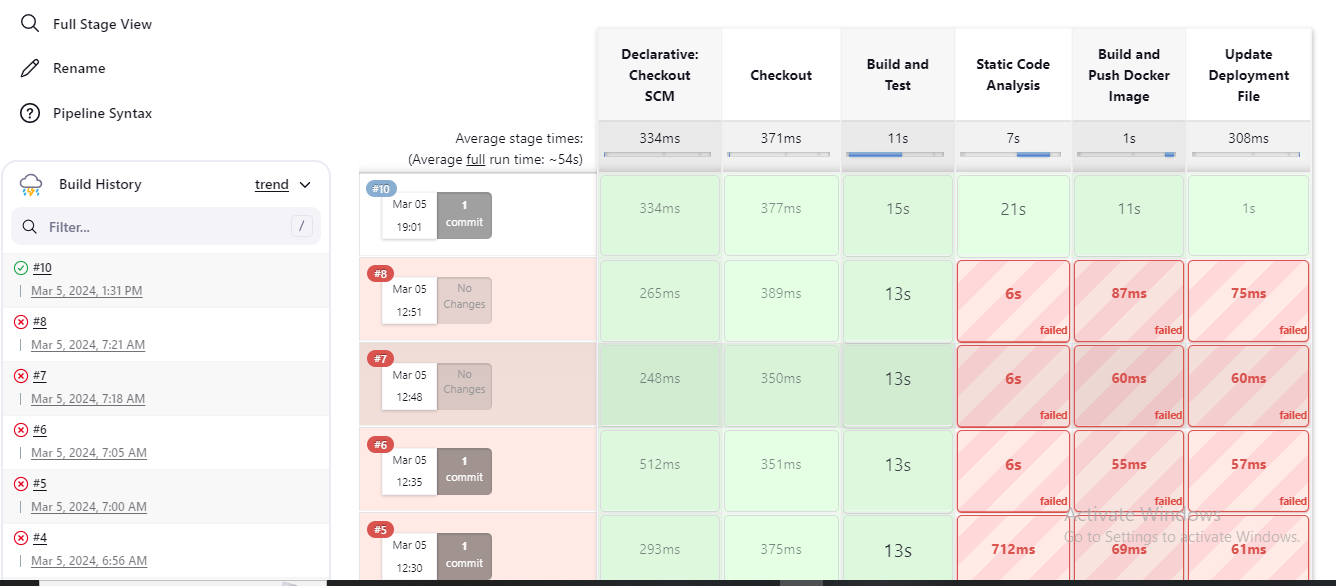 Full Stage View
Rename
Pipeline Syntax
Build History
trend
Filter...
/
#10
Mar 5, 2024, 1:31 PM
#8
Mar 5, 2024, 7:21 AM
#7
Mar 5, 2024, 7:18 AM
#6
Mar 5, 2024, 7:05 AM
#5
Mar 5, 2024, 7:00 AM
#4
Mar 5, 2024, 6:56 AM
Declarative:
Checkout
SCM
Checkout
Build and
Test
Static Code
Analysis
Build and
Push Docker
Image
Update
Deployment
File
Average stage times:
(Average full run time: ~54s)
334ms
371ms
11s
7s
1s
308ms
#10
Mar 05
19:01
1
commit
334ms
377ms
15s
21s
11s
1s
#8
Mar 05
12:51
No
Changes
265ms
389ms
13s
6s
failed
87ms
failed
75ms
failed
#7
Mar 05
12:48
No
Changes
248ms
350ms
13s
6s
failed
60ms
failed
60ms
failed
#6
Mar 05
12:35
1
commit
512ms
351ms
13s
6s
failed
55ms
failed
57ms
failed
#5
Mar 05
12:30
1
commit
293ms
375ms
13s
712ms
69ms
61ms
Activate Windows
Go to Settings to activate Windows.